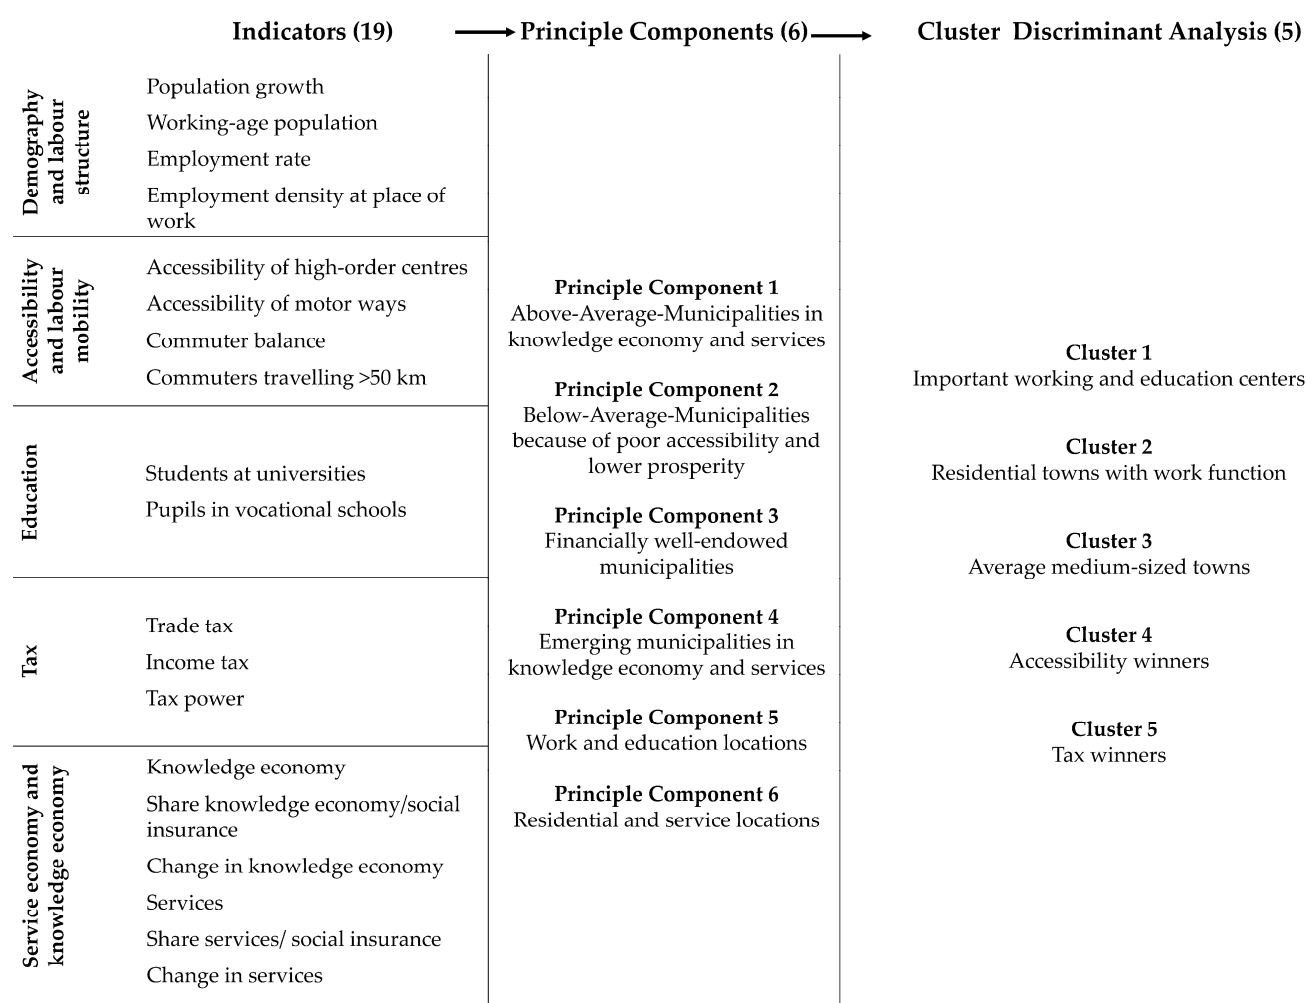 Indicators (19)
Principle Components (6)
Cluster Discriminant Analysis (5)
Demography
and labour
structure
Population growth
Working-age population
Employment rate
Employment density at place of
work
Accessibility
and labour
mobility
Accessibility of high-order centres
Accessibility of motor ways
Commuter balance
Commuters travelling >50 km
Education
Students at universities
Pupils in vocational schools
Tax
Trade tax
Income tax
Tax power
Service economy and
knowledge economy
Knowledge economy
Share knowledge economy/social
insurance
Change in knowledge economy
Services
Share services/ social insurance
Change in services
Principle Component 1
Above-Average-Municipalities in
knowledge economy and services
Principle Component 2
Below-Average-Municipalities
because of poor accessibility and
lower prosperity
Principle Component 3
Financially well-endowed
municipalities
Principle Component 4
Emerging municipalities in
knowledge economy and services
Principle Component 5
Work and education locations
Principle Component 6
Residential and service locations
Cluster 1
Important working and education centers
Cluster 2
Residential towns with work function
Cluster 3
Average medium-sized towns
Cluster 4
Accessibility winners
Cluster 5
Tax winners